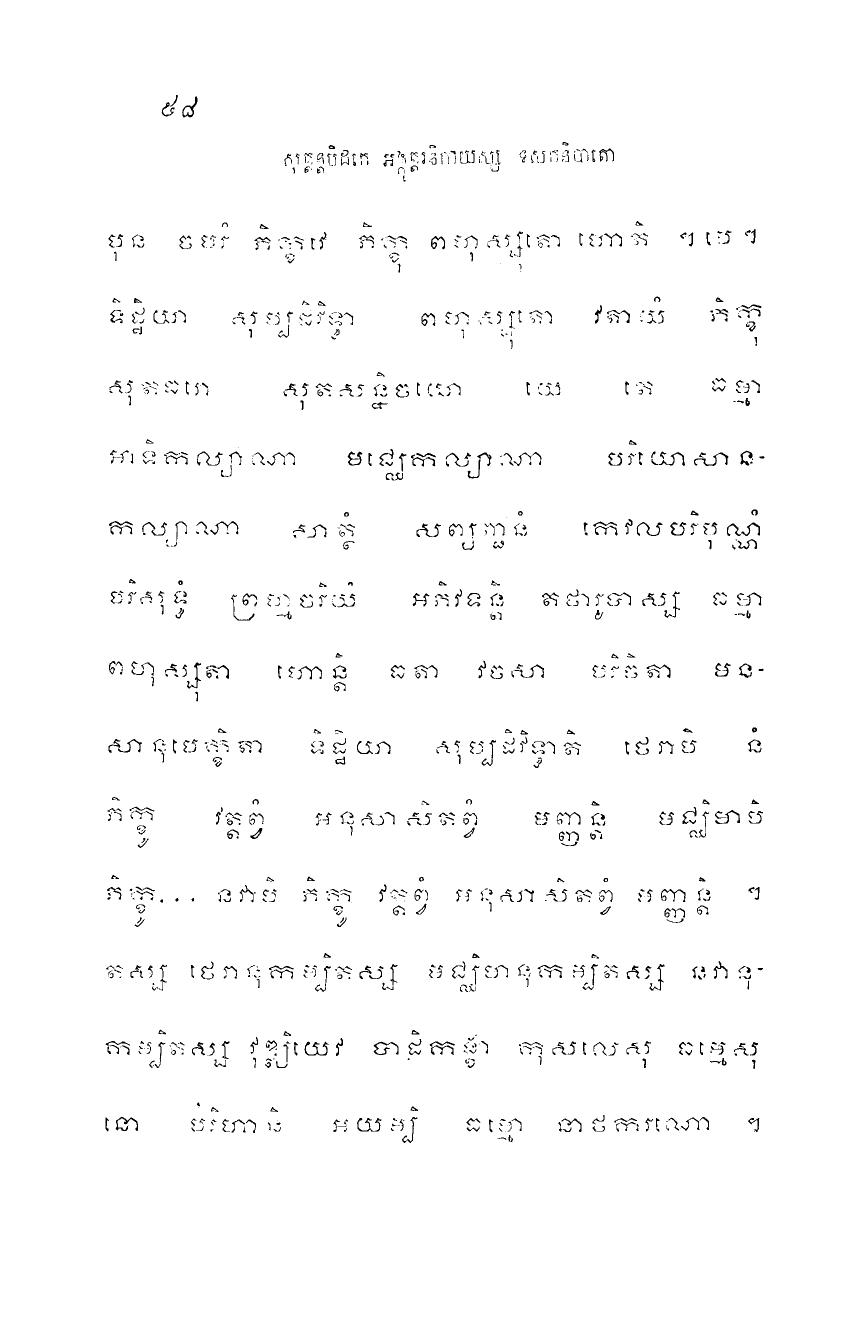 ៥៨
សុត្តន្តបិដកេ អង្គុត្តរនិកាយស្ស ទសកនិបាតោ
បុន ចបរំ ភិក្ខវេ ភិក្ខុ ពហុស្សុតោ ហោតិ ។បេ។
ទិដ្ឋិយា សុប្បដិវិទ្ធា ពហុស្សុតោ វតាយំ ភិក្ខុ
សុតធរោ សុតសន្និចយោ យេ តេ ធម្មា
អាទិកល្យាណា មជ្ឈេកល្យាណា បរិយោសាន-
កល្យាណា សាត្ថំ សព្យញ្ជនំ កេវលបរិបុណ្ណំ
បរិសុទ្ធំ ព្រហ្មចរិយំ អភិវទន្តិ តថារូបាស្ស ធម្មា
ពហុស្សុតា ហោន្តិ ធតា វចសា បរិចិតា មន-
សានុបេក្ខិតា ទិដ្ឋិយា សុប្បដិវិទ្ធាតិ ថេរាបិ នំ
ភិក្ខូ វត្តព្វំ អនុសាសិតព្វំ មញ្ញន្តិ មជ្ឈិមាបិ
ភិក្ខូ... នវាបិ ភិក្ខូ វត្តព្វំ អនុសាសិតព្វំ មញ្ញន្តិ ។
តស្ស ថេរានុកម្បិតស្ស មជ្ឈិមានុកម្បិតស្ស នវានុ-
កម្បិតស្ស វុឌ្ឍិយេវ បាដិកង្ខា កុសលេសុ ធម្មេសុ
នោ បរិហានិ អយម្បិ ធម្មោ នាថករណោ ។